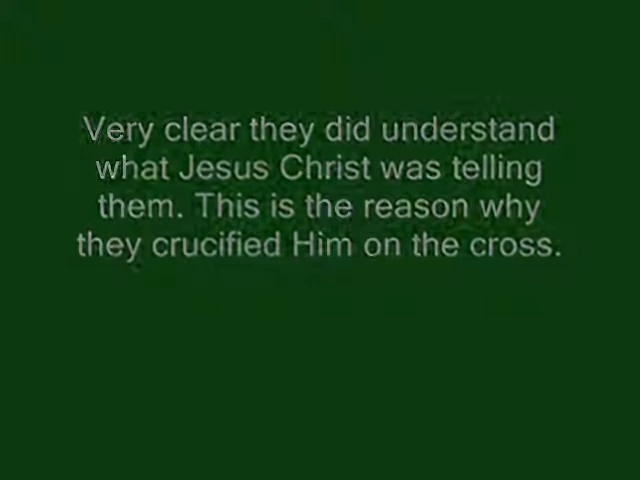 Very clear they did understand
what Jesus Christ was telling
them. This is the reason why
they crucified Him on the cross.